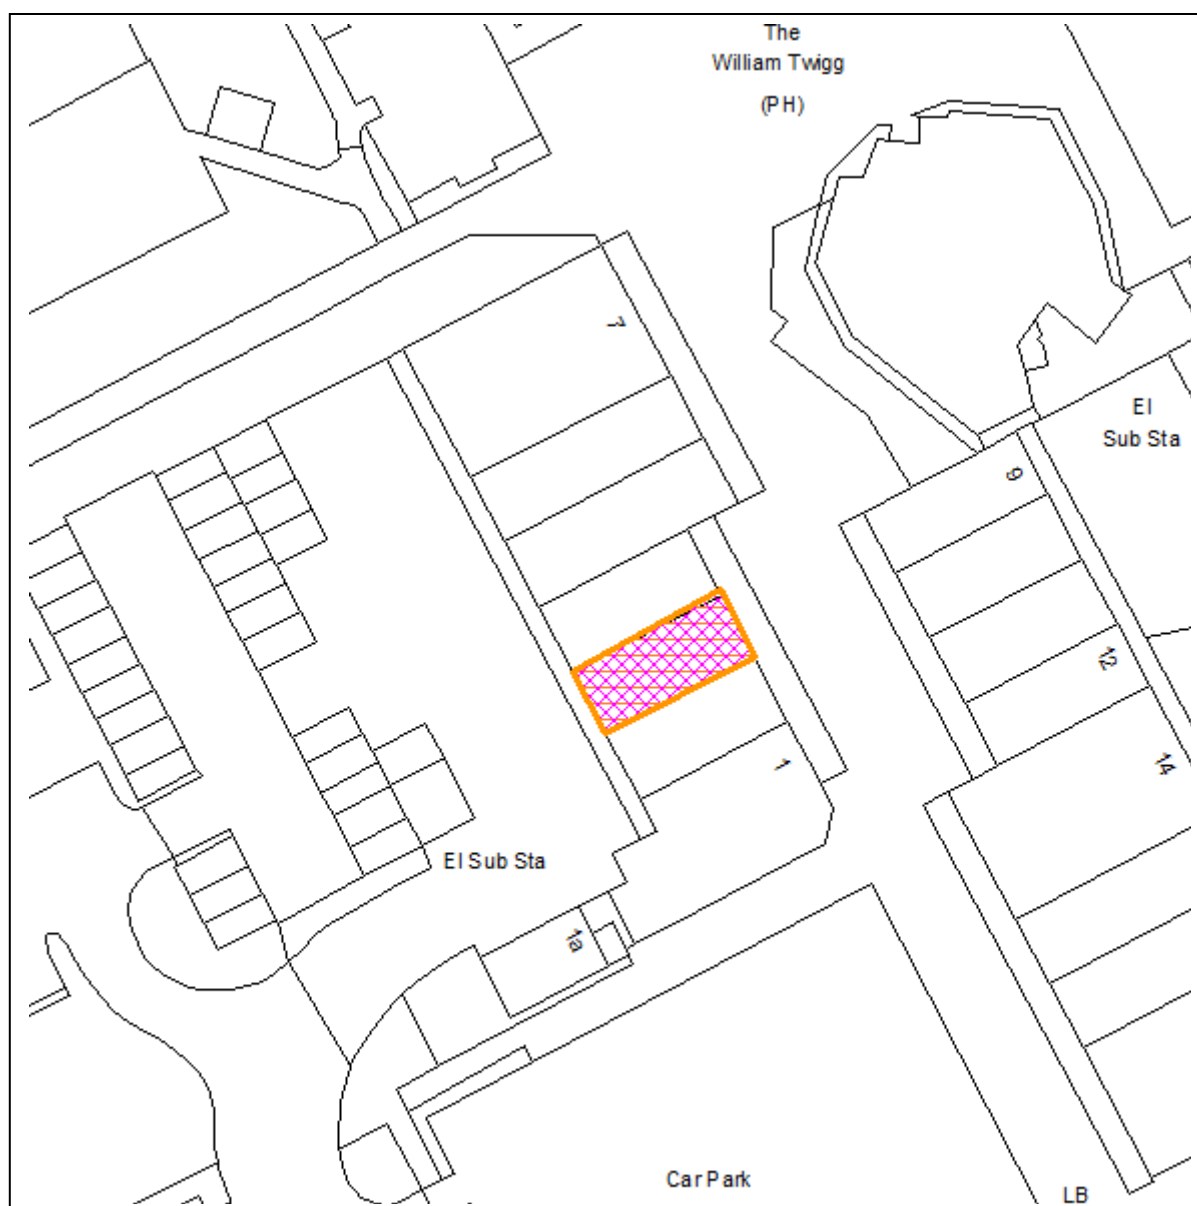 The
William Twigg
(PH)
7
El
Sub Sta
9
12
14
1
El Sub Sta
1a
Car Park
LB